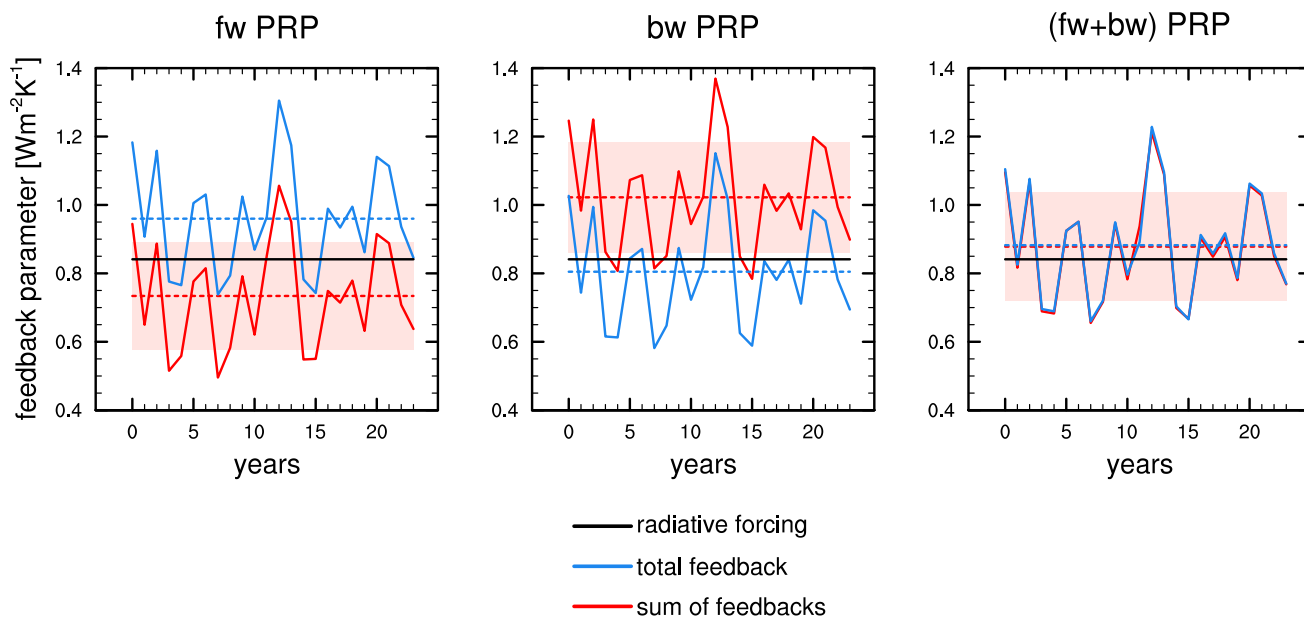 fw PRP
bw PRP
(fw+bw) PRP
feedback parameter [Wm⁻²K⁻¹]
1.4
1.2
1.0
0.8
0.6
0.4
0 5 10 15 20
years
1.4
1.2
1.0
0.8
0.6
0.4
0 5 10 15 20
years
1.4
1.2
1.0
0.8
0.6
0.4
0 5 10 15 20
years
radiative forcing
total feedback
sum of feedbacks